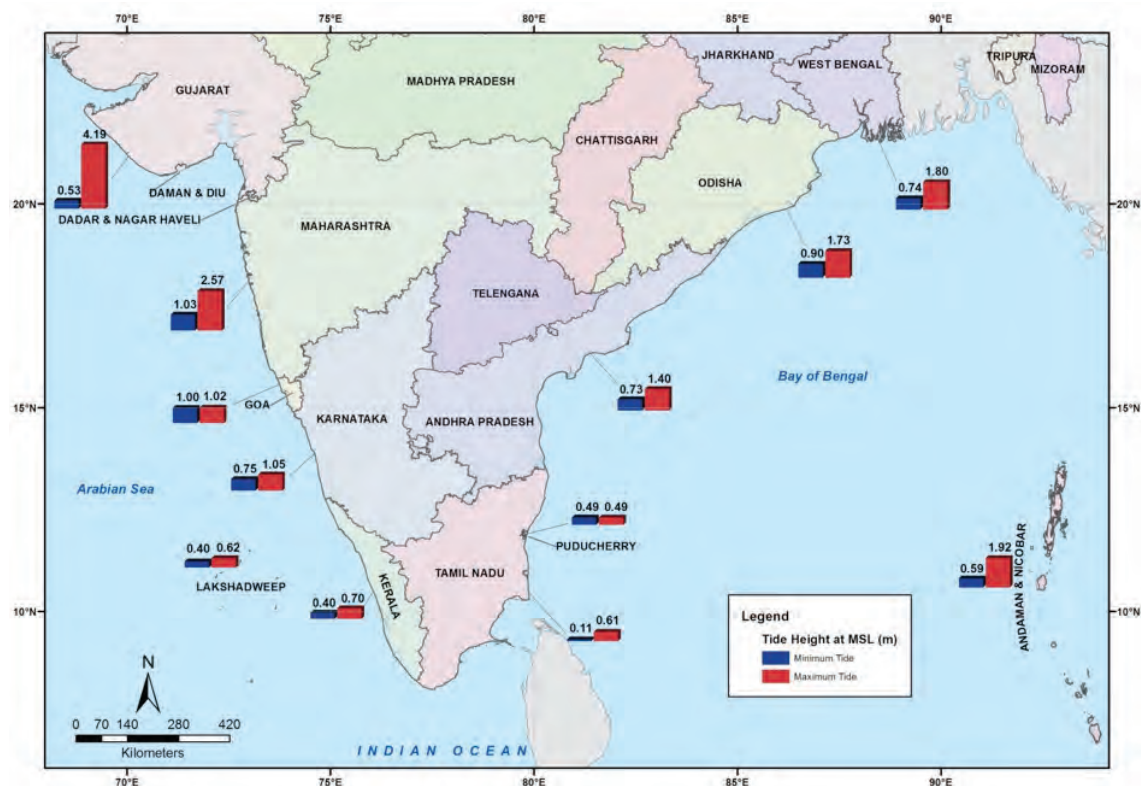 70°E 75°E 80°E 85°E 90°E
JHARKHAND
WEST BENGAL
TRIPURA
MIZORAM
MADHYA PRADESH
GUJARAT
CHATTISGARH
4.19
0.53
DAMAN & DIU
DADAR & NAGAR HAVELI
ODISHA
1.80
0.74
20°N 20°N
MAHARASHTRA
1.73
0.90
2.57
1.03
TELENGANA
Bay of Bengal
1.40
0.73
15°N 15°N
1.00 1.02
GOA
KARNATAKA
ANDHRA PRADESH
0.75 1.05
Arabian Sea
0.49 0.49
PUDUCHERRY
0.40 0.62
LAKSHADWEEP
TAMIL NADU
KERALA
1.92
0.59
ANDAMAN & NICOBAR
0.40 0.70
0.11 0.61
10°N 10°N
Legend
Tide Height at MSL (m)
Minimum Tide
Maximum Tide
N
0 70 140 280 420
Kilometers
INDIAN OCEAN
70°E 75°E 80°E 85°E 90°E